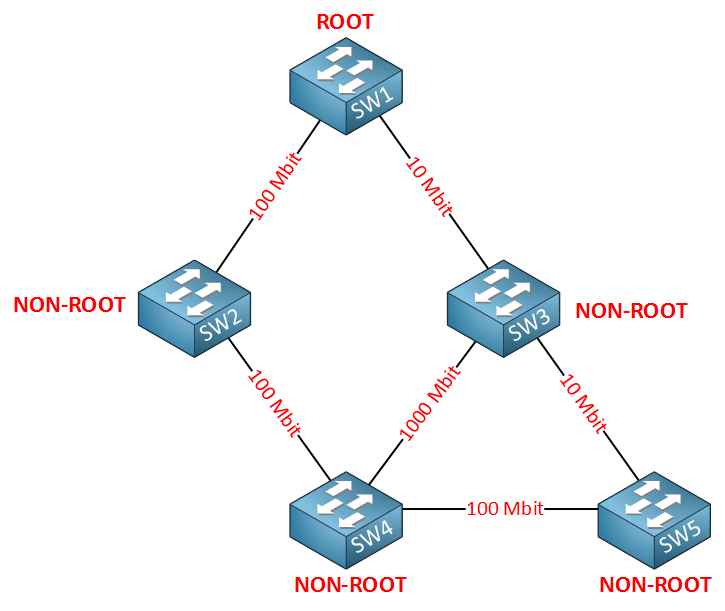 ROOT
SW1
100 Mbit
10 Mbit
NON-ROOT
SW2
SW3
NON-ROOT
100 Mbit
1000 Mbit
10 Mbit
SW4
100 Mbit
SW5
NON-ROOT
NON-ROOT